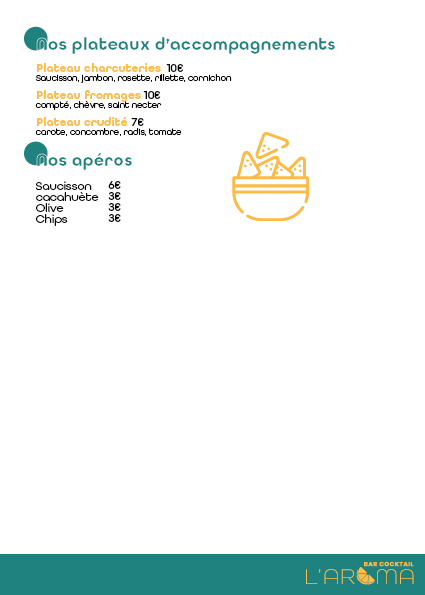 Nos plateaux d'accompagnements
Plateau charcuteries 10€
Saucisson, jambon, rosette, rillette, cornichon
Plateau fromages 10€
compté, chèvre, saint necter
Plateau crudité 7€
carote, concombre, radis, tomate
Nos apéros
Saucisson 6€
cacahuète 3€
Olive 3€
Chips 3€
BAR COCKTAIL
L'AROMA